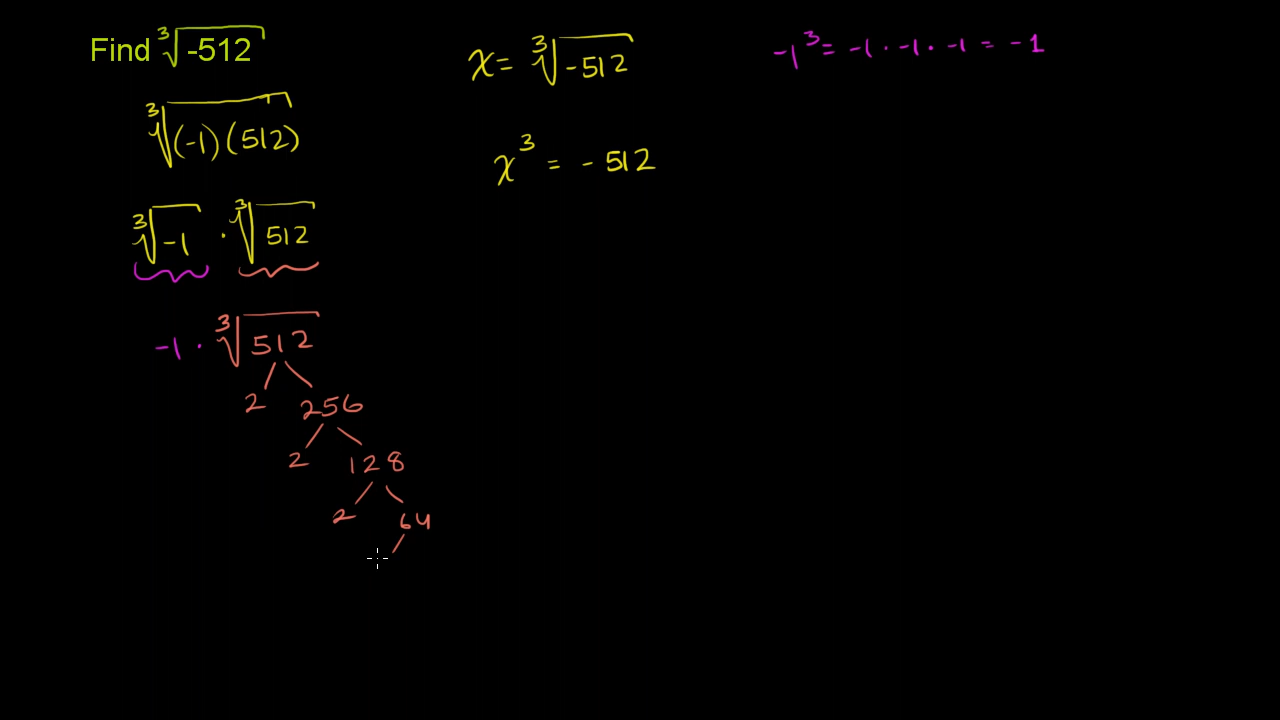 Find ∛-512
x = ∛-512
-1³ = -1 · -1 · -1 = -1
∛(-1)(512)
x³ = -512
∛-1 · ∛512
-1 · ∛512
2 256
2 128
2 64